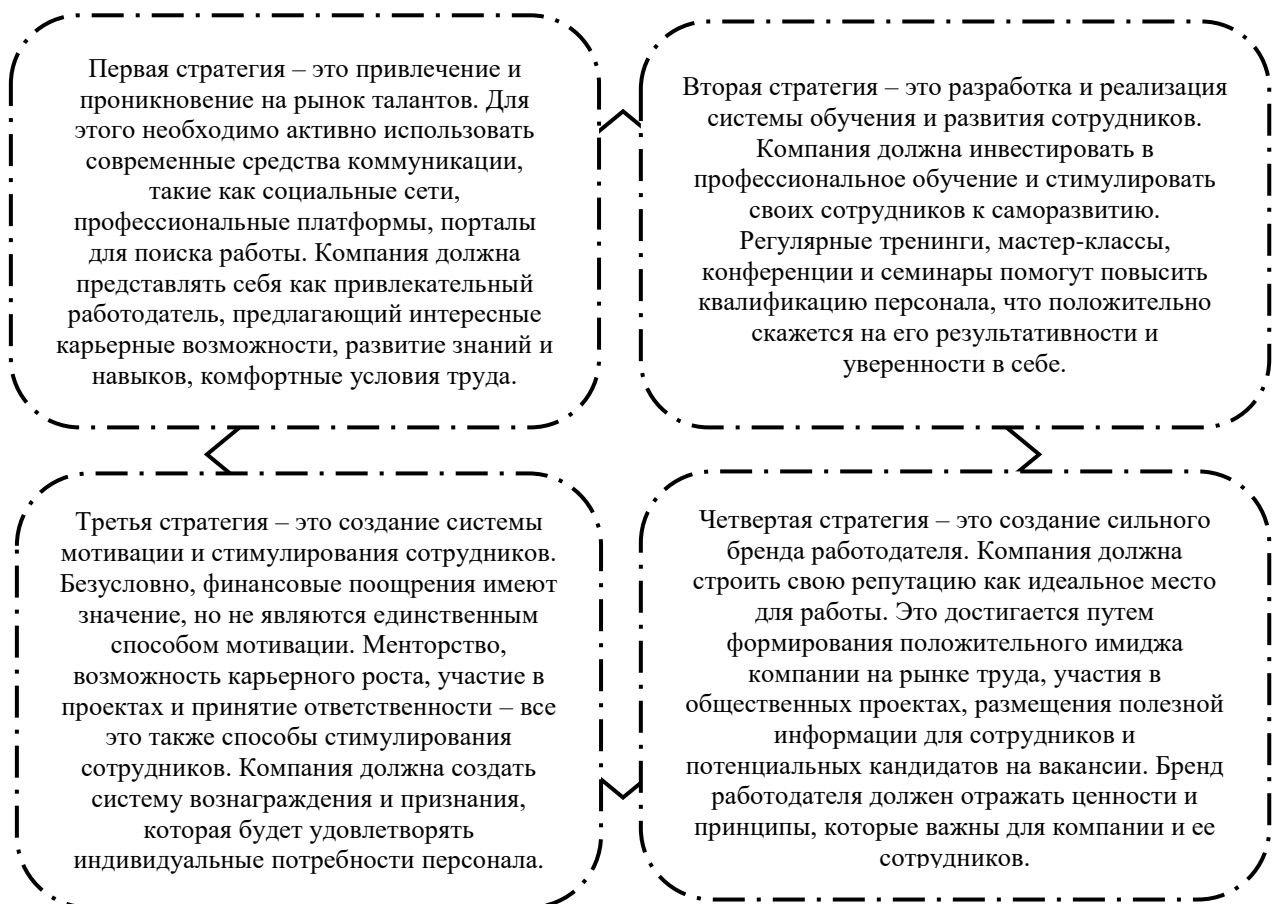 Первая стратегия – это привлечение и
проникновение на рынок талантов. Для
этого необходимо активно использовать
современные средства коммуникации,
такие как социальные сети,
профессиональные платформы, порталы
для поиска работы. Компания должна
представлять себя как привлекательный
работодатель, предлагающий интересные
карьерные возможности, развитие знаний и
навыков, комфортные условия труда.
Вторая стратегия – это разработка и реализация
системы обучения и развития сотрудников.
Компания должна инвестировать в
профессиональное обучение и стимулировать
своих сотрудников к саморазвитию.
Регулярные тренинги, мастер-классы,
конференции и семинары помогут повысить
квалификацию персонала, что положительно
скажется на его результативности и
уверенности в себе.
Третья стратегия – это создание системы
мотивации и стимулирования сотрудников.
Безусловно, финансовые поощрения имеют
значение, но не являются единственным
способом мотивации. Менторство,
возможность карьерного роста, участие в
проектах и принятие ответственности – все
это также способы стимулирования
сотрудников. Компания должна создать
систему вознаграждения и признания,
которая будет удовлетворять
индивидуальные потребности персонала.
Четвертая стратегия – это создание сильного
бренда работодателя. Компания должна
строить свою репутацию как идеальное место
для работы. Это достигается путем
формирования положительного имиджа
компании на рынке труда, участия в
общественных проектах, размещения полезной
информации для сотрудников и
потенциальных кандидатов на вакансии. Бренд
работодателя должен отражать ценности и
принципы, которые важны для компании и ее
сотрудников.